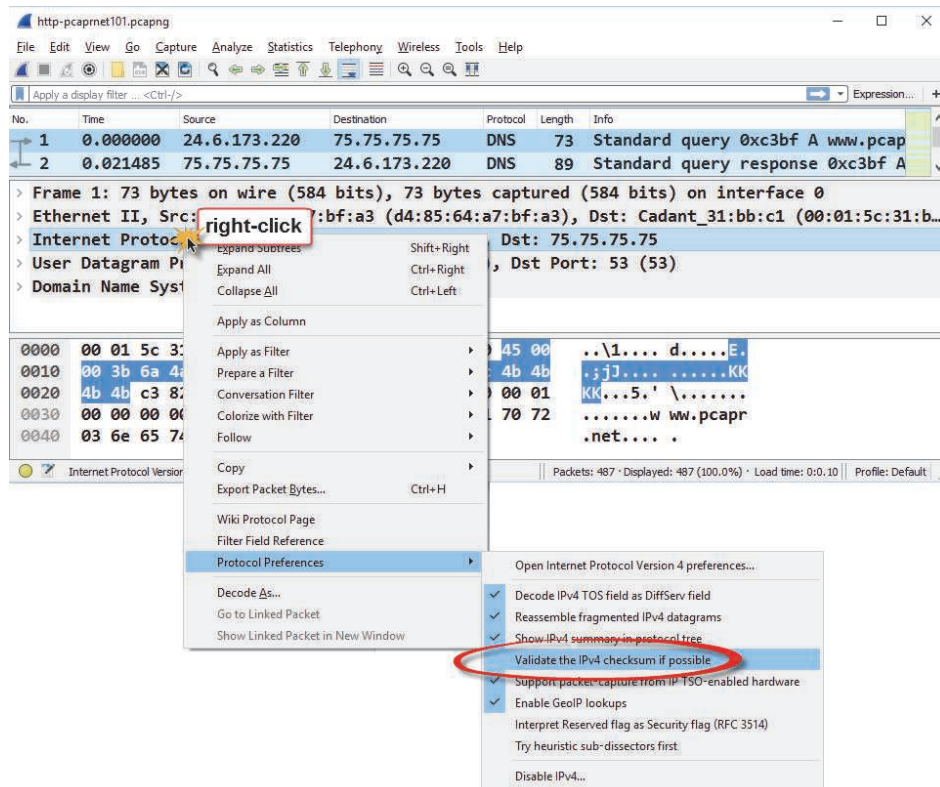 http-pcaprnet101.pcapng
File Edit View Go Capture Analyze Statistics Telephony Wireless Tools Help
Apply a display filter ... <Ctrl-/> Expression... +
No. Time Source Destination Protocol Length Info
1 0.000000 24.6.173.220 75.75.75.75 DNS 73 Standard query 0xc3bf A www.pcap
2 0.021485 75.75.75.75 24.6.173.220 DNS 89 Standard query response 0xc3bf A
Frame 1: 73 bytes on wire (584 bits), 73 bytes captured (584 bits) on interface 0
Ethernet II, Src: 7:bf:a3 (d4:85:64:a7:bf:a3), Dst: Cadant_31:bb:c1 (00:01:5c:31:b...
right-click
Internet Protoc Dst: 75.75.75.75
User Datagram P ), Dst Port: 53 (53)
Domain Name Sys
Expand Subtrees Shift+Right
Expand All Ctrl+Right
Collapse All Ctrl+Left
Apply as Column
Apply as Filter
Prepare a Filter
Conversation Filter
Colorize with Filter
Follow
Copy
Export Packet Bytes... Ctrl+H
Wiki Protocol Page
Filter Field Reference
Protocol Preferences
Decode As...
Go to Linked Packet
Show Linked Packet in New Window
0000 00 01 5c 31 45 00 ..\1.... d.....E.
0010 00 3b 6a 4a 4b 4b .;jJ.... ......KK
0020 4b 4b c3 82 00 01 KK...5.' \.......
0030 00 00 00 00 70 72 .......w ww.pcapr
0040 03 6e 65 74 .net.... .
Internet Protocol Version Packets: 487 · Displayed: 487 (100.0%) · Load time: 0:0.10 Profile: Default
Open Internet Protocol Version 4 preferences...
Decode IPv4 TOS field as DiffServ field
Reassemble fragmented IPv4 datagrams
Show IPv4 summary in protocol tree
Validate the IPv4 checksum if possible
Support packet-capture from IP TSO-enabled hardware
Enable GeoIP lookups
Interpret Reserved flag as Security flag (RFC 3514)
Try heuristic sub-dissectors first
Disable IPv4...